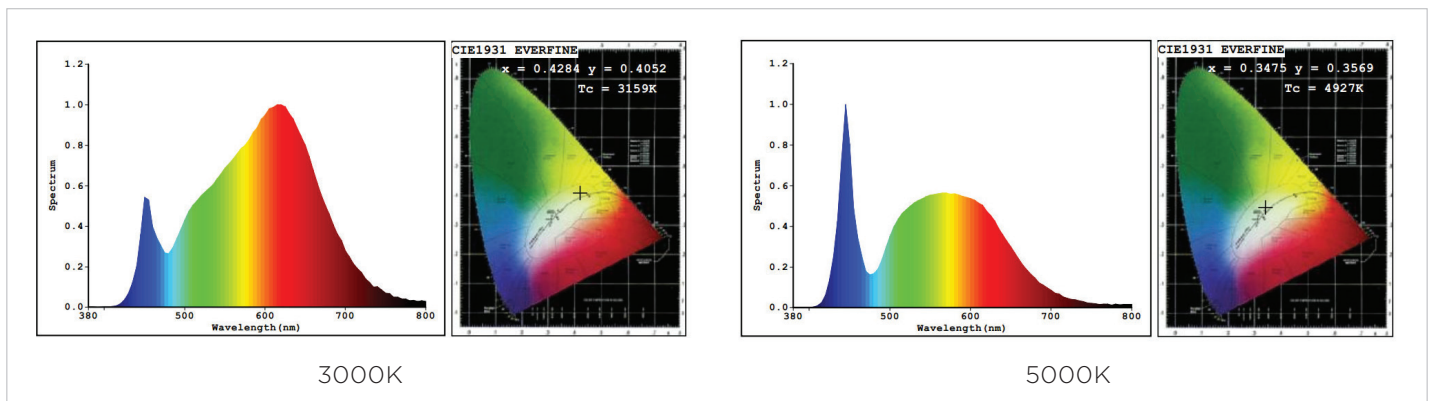 CIE1931 EVERFINE
x = 0.4284 y = 0.4052
Tc = 3159K
1.2
1.0
0.8
0.6
0.4
0.2
0.0
Spectrum
380 500 600 700 800
Wavelength(nm)
3000K
CIE1931 EVERFINE
x = 0.3475 y = 0.3569
Tc = 4927K
1.2
1.0
0.8
0.6
0.4
0.2
0.0
Spectrum
380 500 600 700 800
Wavelength(nm)
5000K